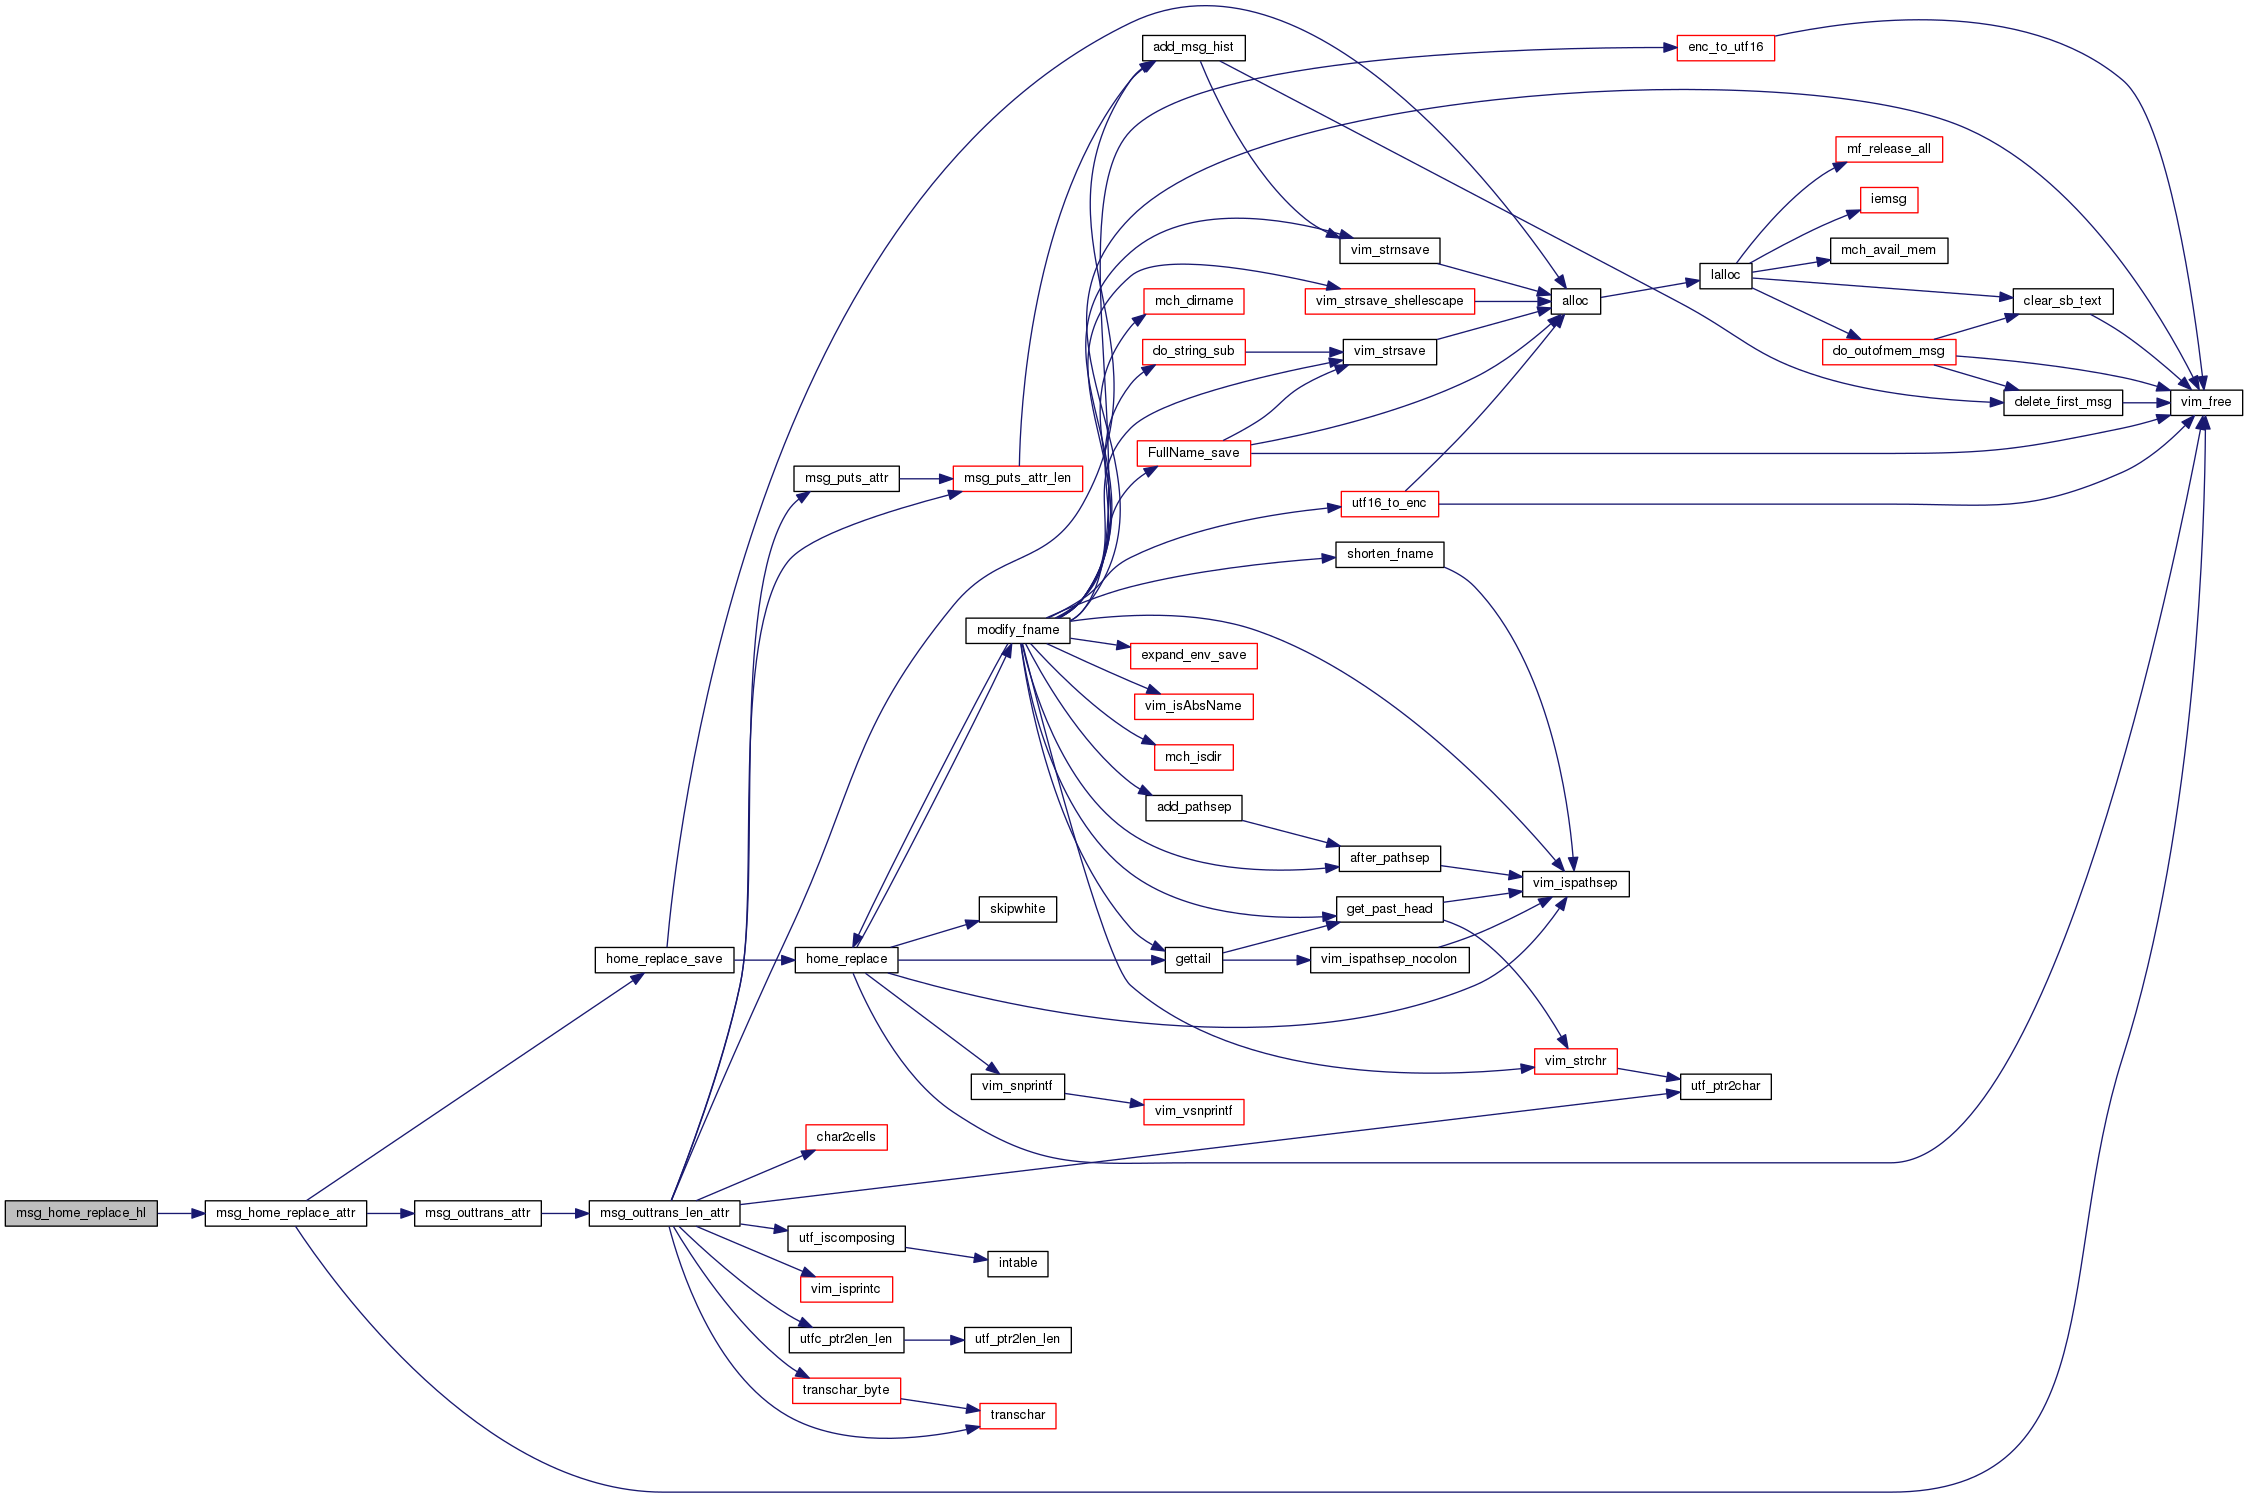 add_msg_hist
enc_to_utf16
mf_release_all
iemsg
vim_strnsave
mch_avail_mem
lalloc
mch_dirname
vim_strsave_shellescape
alloc
clear_sb_text
do_string_sub
vim_strsave
do_outofmem_msg
delete_first_msg
vim_free
FullName_save
msg_puts_attr
msg_puts_attr_len
utf16_to_enc
shorten_fname
modify_fname
expand_env_save
vim_isAbsName
mch_isdir
add_pathsep
after_pathsep
vim_ispathsep
skipwhite
get_past_head
home_replace_save
home_replace
gettail
vim_ispathsep_nocolon
vim_strchr
vim_snprintf
utf_ptr2char
vim_vsnprintf
char2cells
msg_home_replace_hl
msg_home_replace_attr
msg_outtrans_attr
msg_outtrans_len_attr
utf_iscomposing
intable
vim_isprintc
utfc_ptr2len_len
utf_ptr2len_len
transchar_byte
transchar